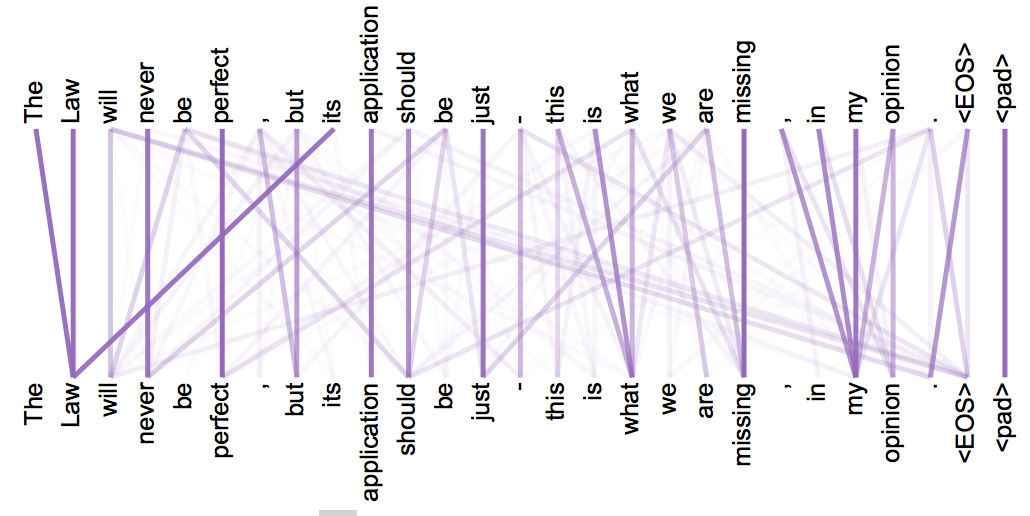 The Law will never be perfect , but its application should be just - this is what we are missing , in my opinion . <EOS> <pad>
The Law will never be perfect , but its application should be just - this is what we are missing , in my opinion . <EOS> <pad>